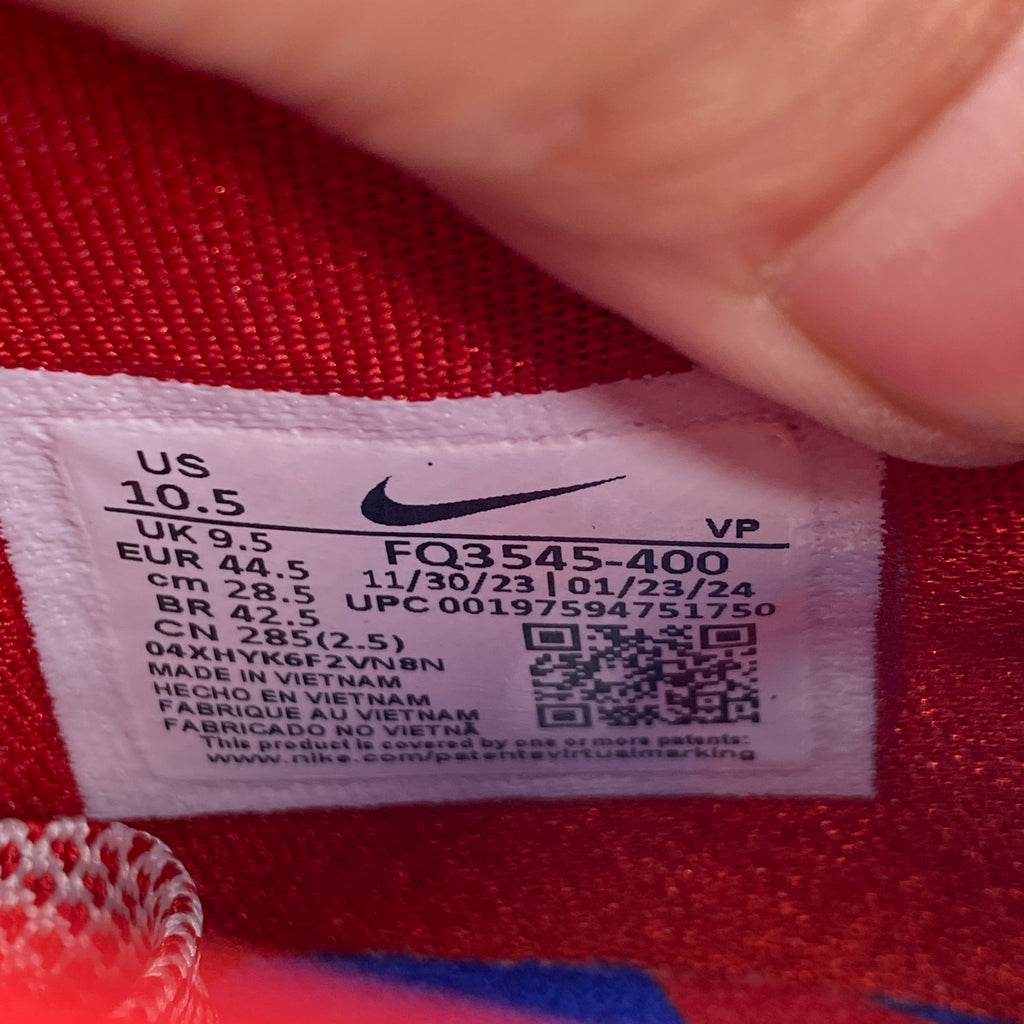 US
10.5
VP
UK 9.5
FQ3545-400
EUR 44.5
11/30/23 | 01/23/24
cm 28.5
UPC 00197594751750
BR 42.5
CN 285(2.5)
04XHYK6F2VN8N
MADE IN VIETNAM
HECHO EN VIETNAM
FABRIQUE AU VIETNAM
FABRICADO NO VIETNÃ
This product is covered by one or more patents:
www.nike.com/patentsvirtualmarking